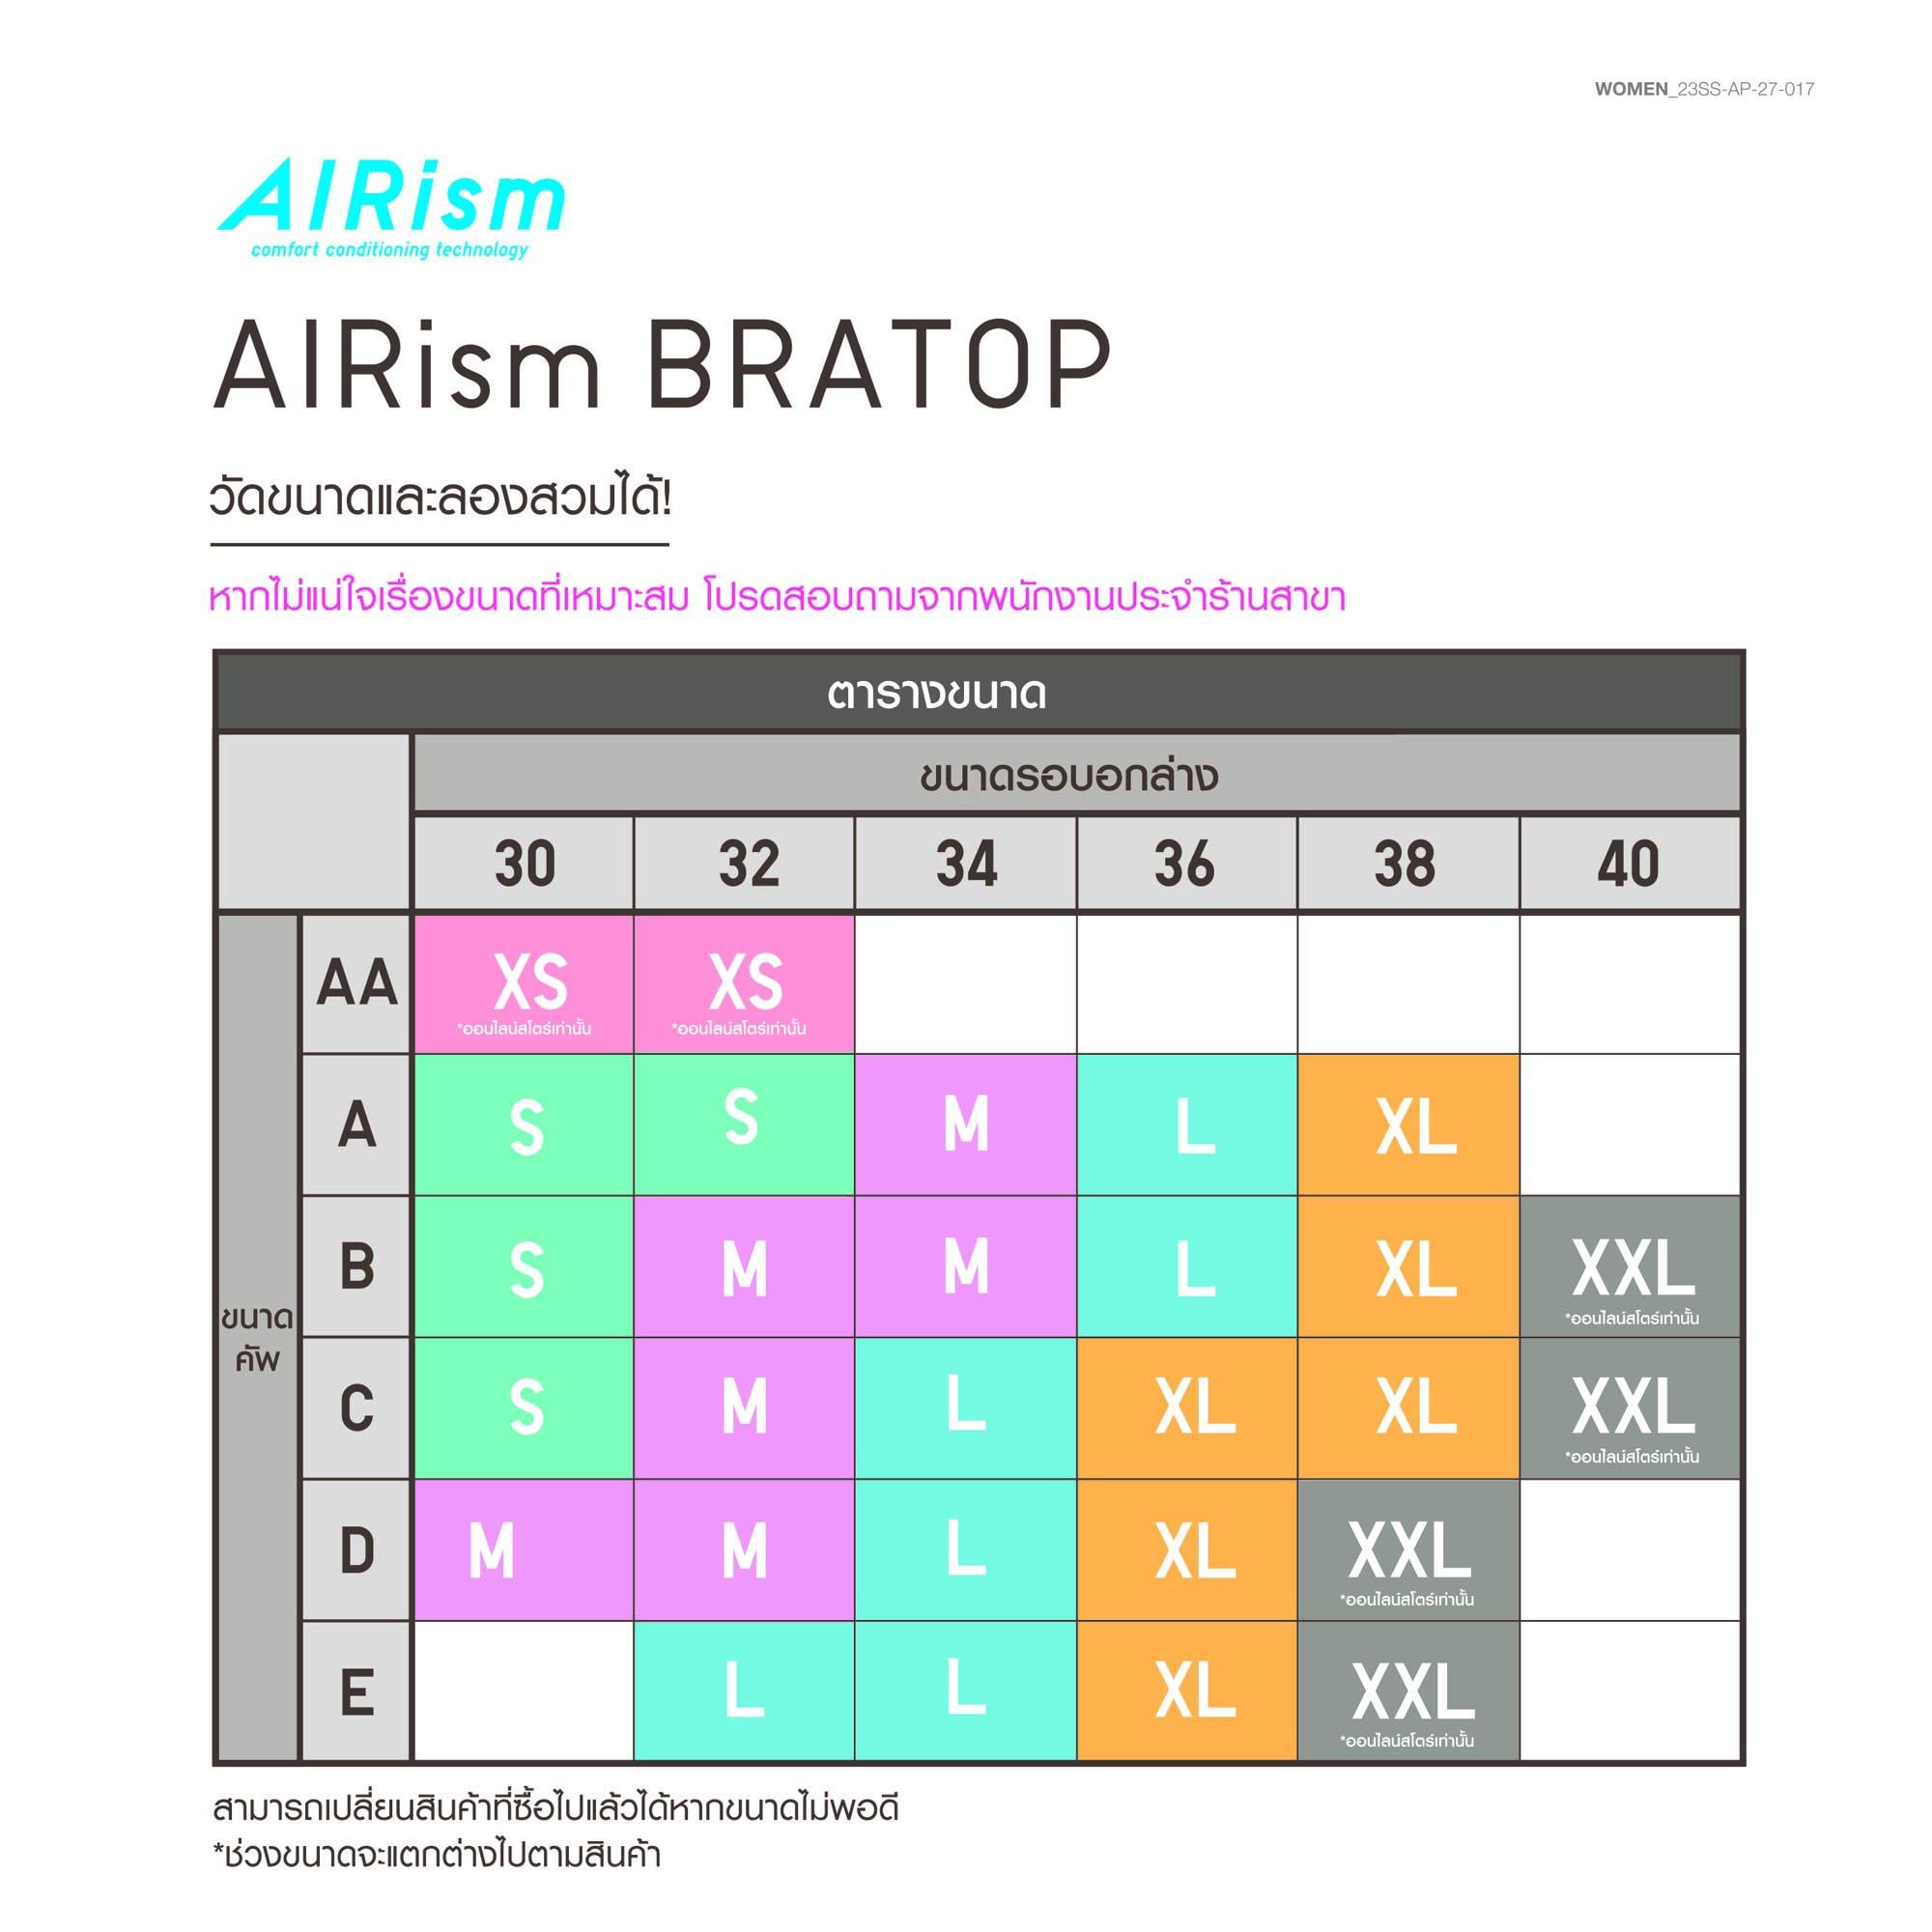 WOMEN_23SS-AP-27-017
AIRism
comfort conditioning technology
AIRism BRATOP
วัดขนาดและลองสวมได้!
หากไม่แน่ใจเรื่องขนาดที่เหมาะสม โปรดสอบถามจากพนักงานประจำร้านสาขา
ตารางขนาด
ขนาดรอบอกล่าง
30 32 34 36 38 40
AA XS XS
*ออนไลน์สโตร์เท่านั้น *ออนไลน์สโตร์เท่านั้น
A S S M L XL
B S M M L XL XXL
*ออนไลน์สโตร์เท่านั้น
ขนาด
คัพ
C S M L XL XL XXL
*ออนไลน์สโตร์เท่านั้น
D M M L XL XXL
*ออนไลน์สโตร์เท่านั้น
E L L XL XXL
*ออนไลน์สโตร์เท่านั้น
สามารถเปลี่ยนสินค้าที่ซื้อไปแล้วได้หากขนาดไม่พอดี
*ช่วงขนาดจะแตกต่างไปตามสินค้า